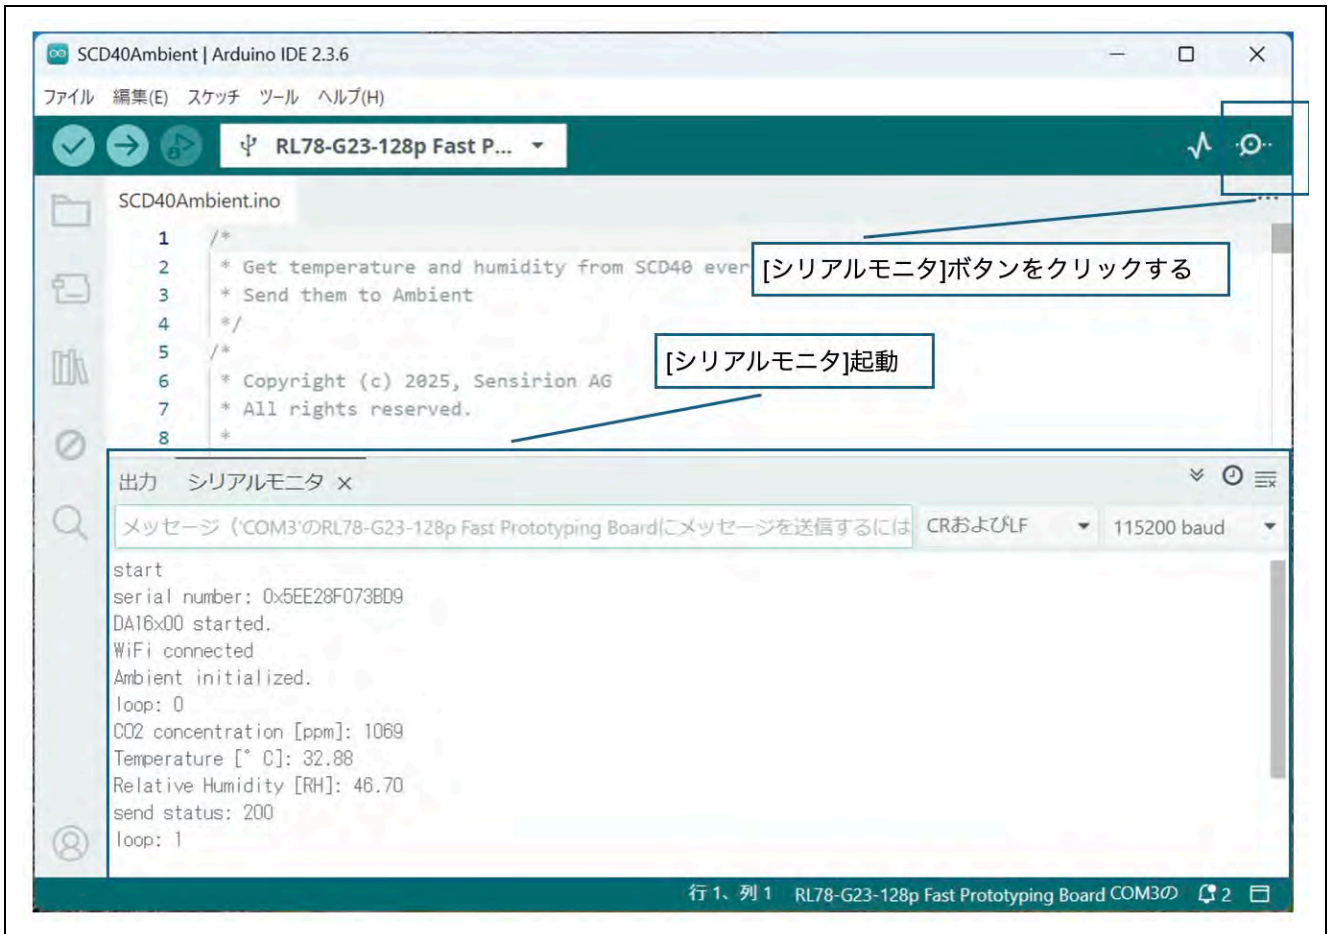 SCD40Ambient | Arduino IDE 2.3.6
ファイル 編集(E) スケッチ ツール ヘルプ(H)
RL78-G23-128p Fast P...
SCD40Ambient.ino
1 /*
2 * Get temperature and humidity from SCD40 ever
[シリアルモニタ]ボタンをクリックする
3 * Send them to Ambient
4 */
5 /*
[シリアルモニタ]起動
6 * Copyright (c) 2025, Sensirion AG
7 * All rights reserved.
8 *
出力 シリアルモニタ ×
メッセージ（'COM3'のRL78-G23-128p Fast Prototyping Boardにメッセージを送信するには CRおよびLF 115200 baud
start
serial number: 0x5EE28F073BD9
DA16x00 started.
WiFi connected
Ambient initialized.
loop: 0
CO2 concentration [ppm]: 1069
Temperature [° C]: 32.88
Relative Humidity [RH]: 46.70
send status: 200
loop: 1
行 1、列 1 RL78-G23-128p Fast Prototyping Board COM3の 2